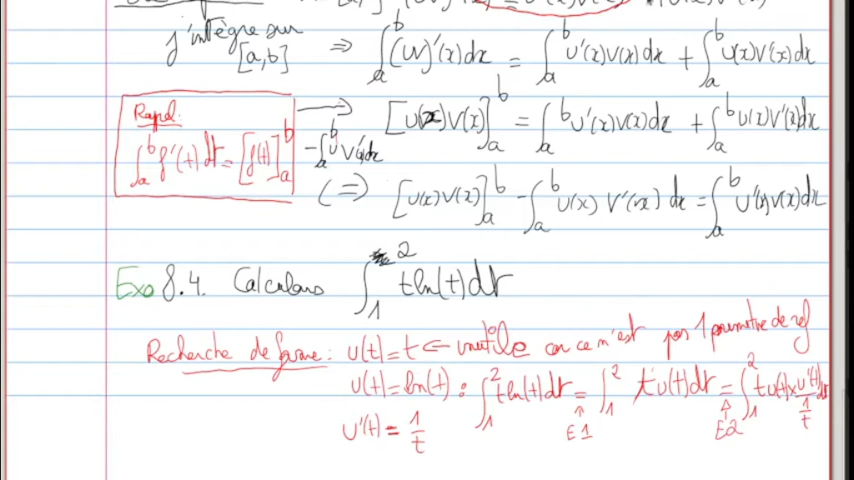 j'intègre sur
[a,b] => ∫_a^b (UV)'(x)dx = ∫_a^b U'(x)V(x)dx + ∫_a^b U(x)V'(x)dx
Rapel:
∫_a^b f'(t)dt = [f(t)]_a^b
[U(x)V(x)]_a^b = ∫_a^b U'(x)V(x)dx + ∫_a^b U(x)V'(x)dx
-∫_a^b UV'(x)dx
<=> [U(x)V(x)]_a^b - ∫_a^b U(x) V'(x) dx = ∫_a^b U'(x)V(x)dx
Exo 8.4. Calculons ∫_1^2 t ln(t) dt
Recherche de forme: u(t) = t ← inutile car ce n'est pas 1 primitive de ref
u(t) = ln(t) : ∫_1^2 t ln(t) dt = ∫_1^2 t u(t) dt = ∫_1^2 t u(t) × u'(t)/(1/t) dt
u'(t) = 1/t
E1 E2